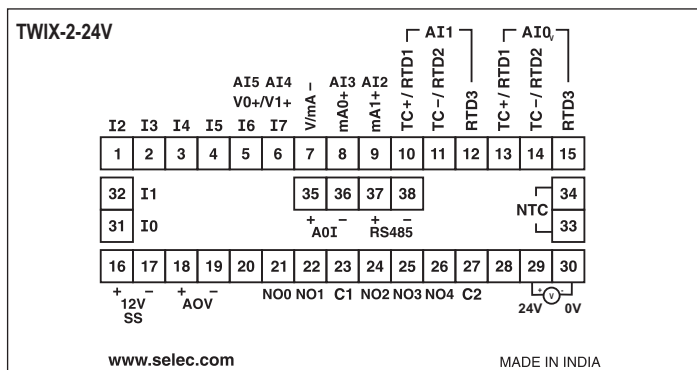 TWIX-2-24V
AI1
AI0v
AI5 AI4
V0+/V1+
V/mA –
AI3
mA0+
AI2
mA1+
TC+/ RTD1
TC–/ RTD2
RTD3
TC+/ RTD1
TC–/ RTD2
RTD3
I2 I3 I4 I5 I6 I7
1 2 3 4 5 6 7 8 9 10 11 12 13 14 15
32 I1
35 36 37 38
NTC 34
31 I0
33
+ – + –
A0I RS485
16 17 18 19 20 21 22 23 24 25 26 27 28 29 30
+ – + –
12V
SS
AOV
NO0 NO1 C1 NO2 NO3 NO4 C2
+ V -
24V 0V
www.selec.com
MADE IN INDIA